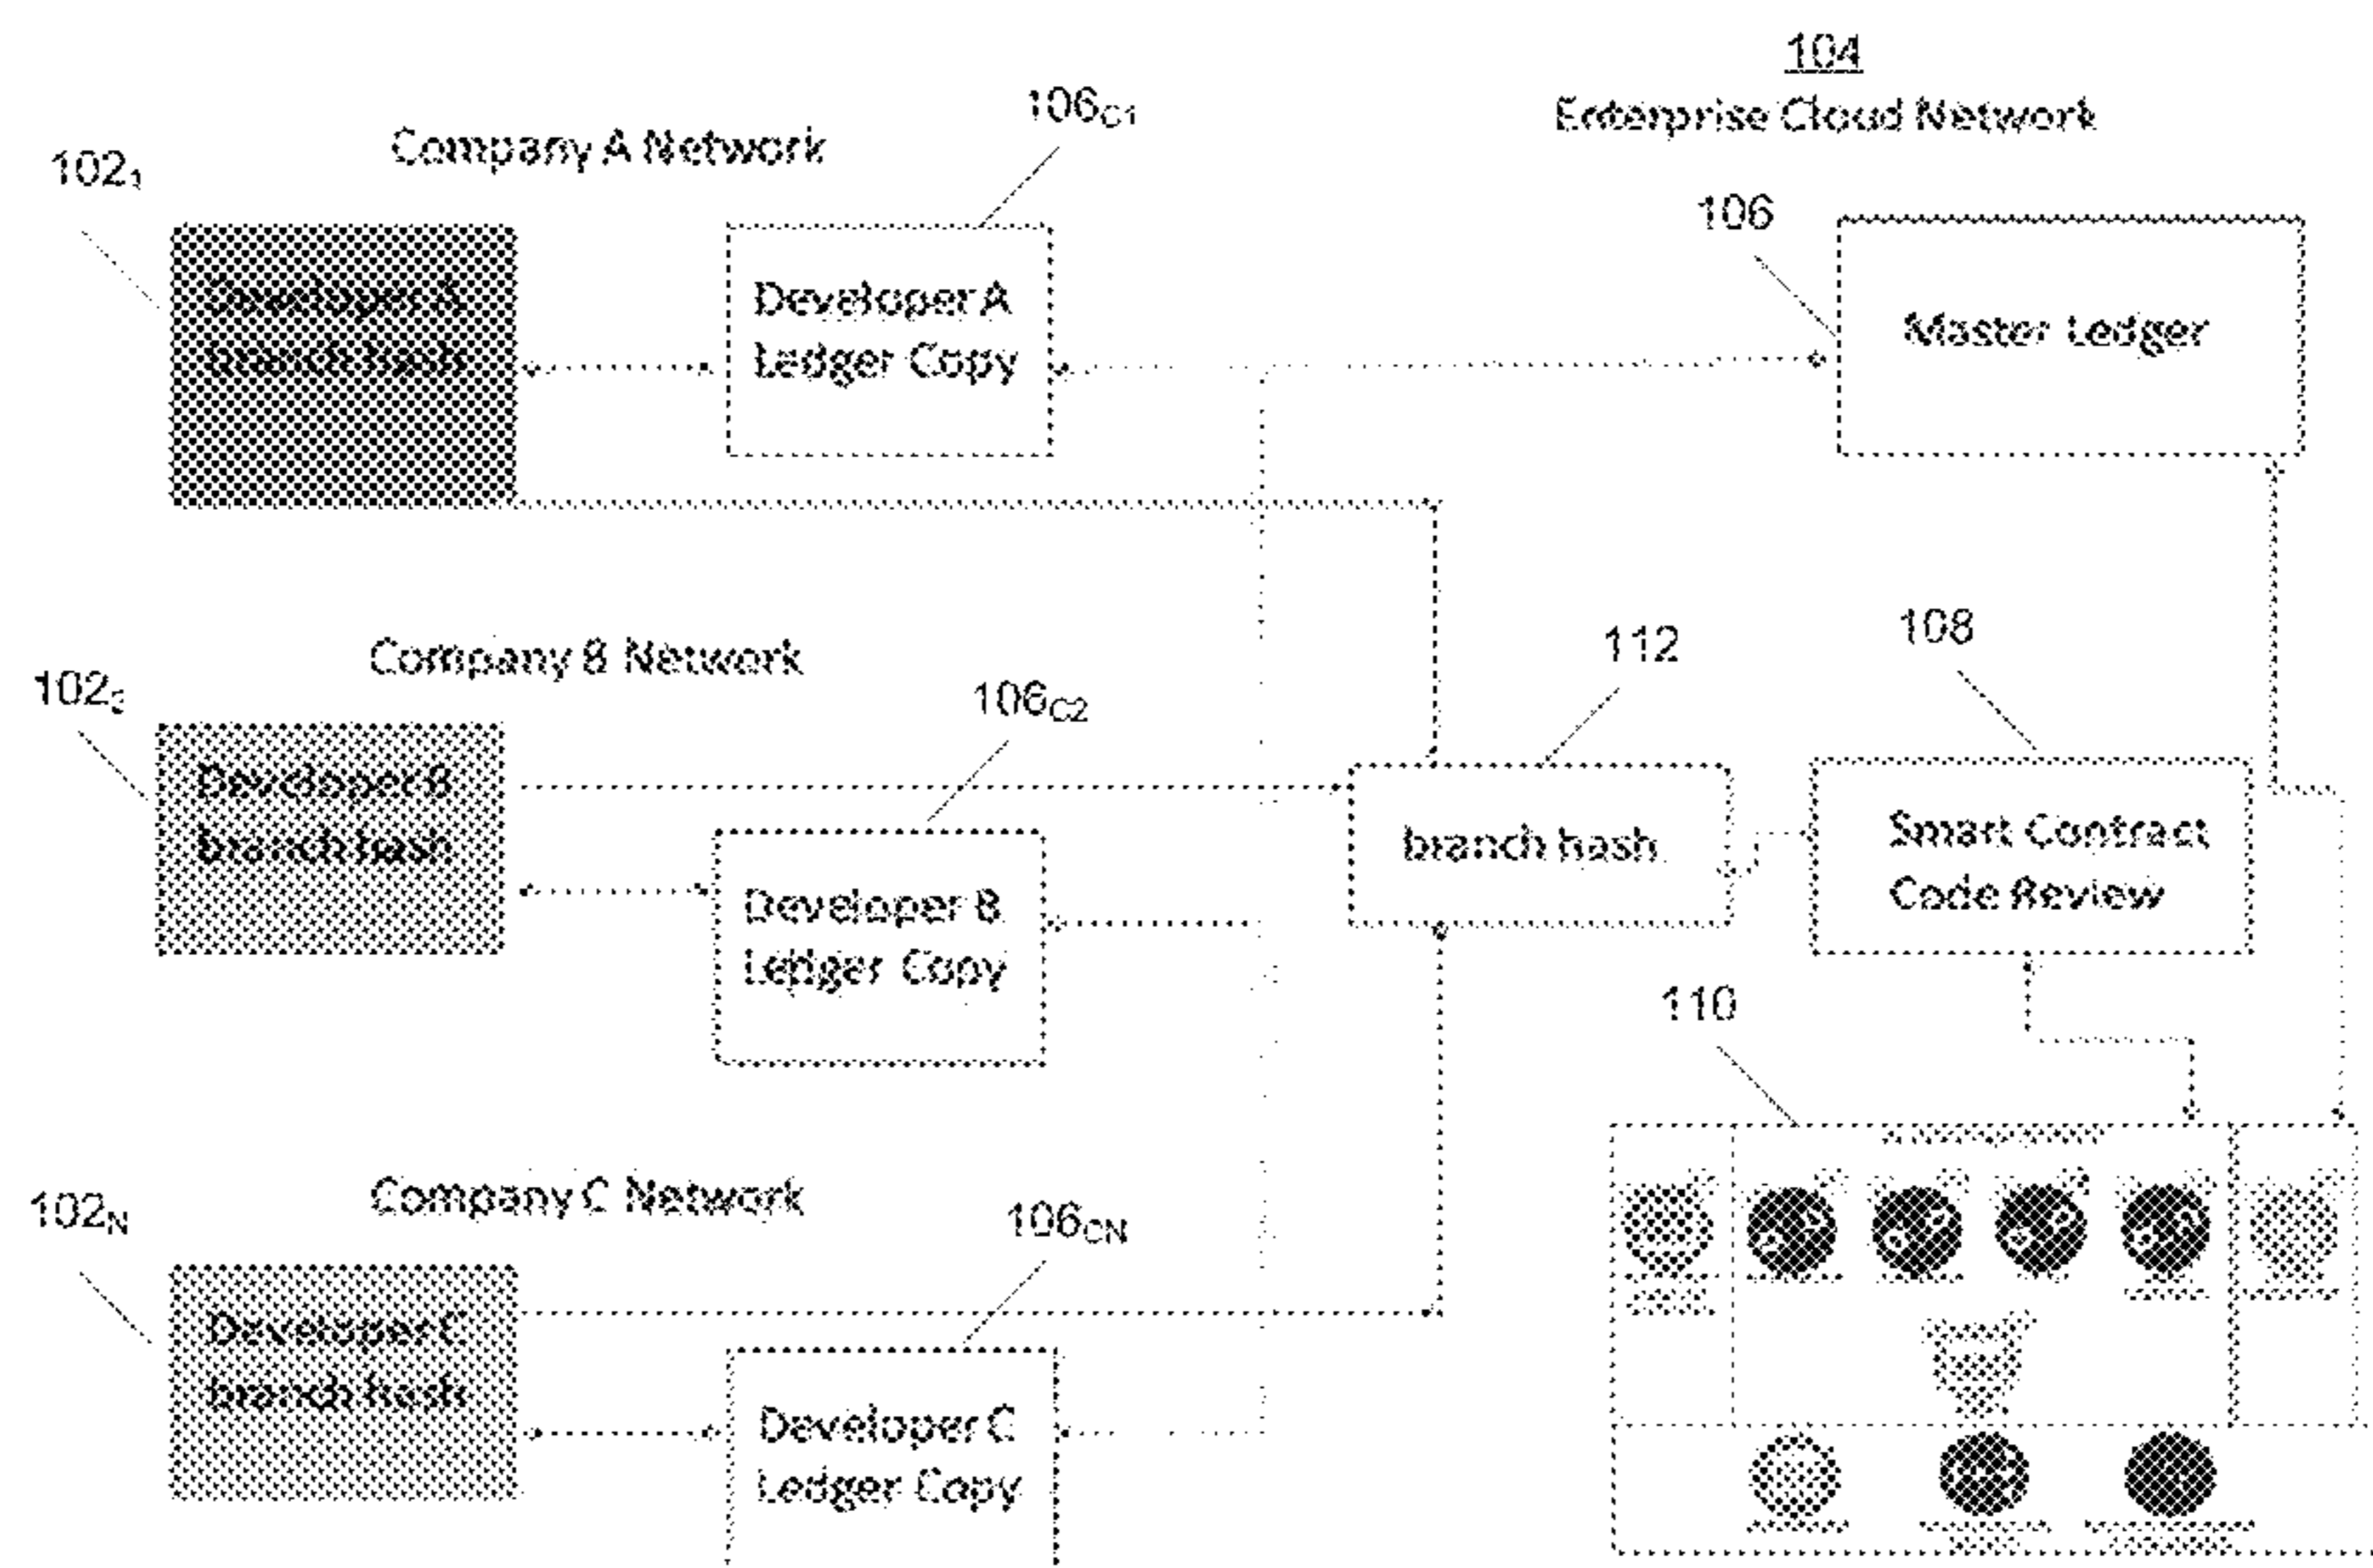 104
Enterprise Cloud Network
106C1
Company A Network
1021
106
Developer A
branch hash
Developer A
Ledger Copy
Master Ledger
Company B Network
112
108
102
106C2
Developer B
branch hash
branch hash
Smart Contract
Code Review
Developer B
Ledger Copy
110
Company C Network
102N
106CN
Developer C
branch hash
Developer C
Ledger Copy